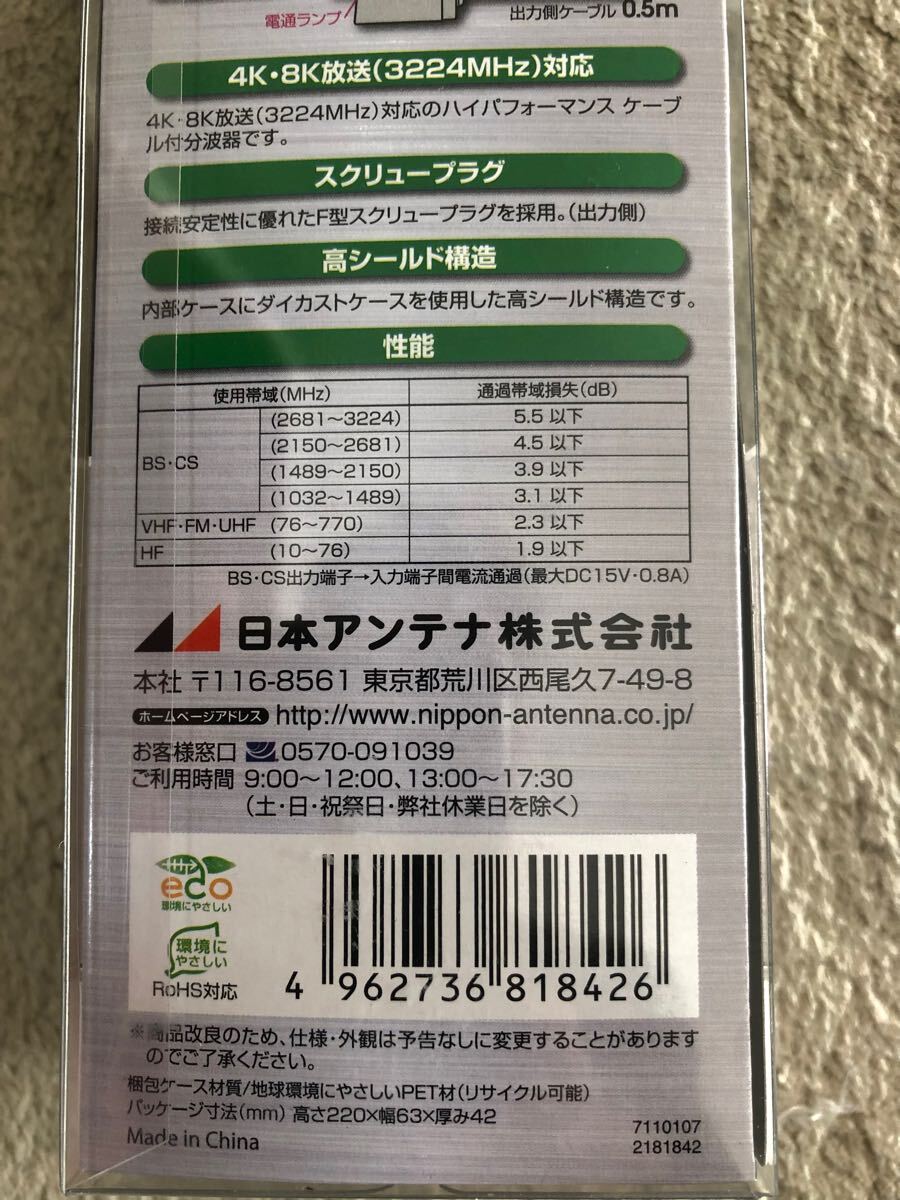 電通ランプ
出力側ケーブル 0.5m
4K・8K放送(3224MHz)対応
4K・8K放送(3224MHz)対応のハイパフォーマンス ケーブ
ル付分波器です。
スクリュープラグ
接続安定性に優れたF型スクリュープラグを採用。(出力側)
高シールド構造
内部ケースにダイカストケースを使用した高シールド構造です。
性能
使用帯域(MHz) 通過帯域損失(dB)
BS・CS (2681〜3224) 5.5 以下
(2150〜2681) 4.5 以下
(1489〜2150) 3.9 以下
(1032〜1489) 3.1 以下
VHF・FM・UHF (76〜770) 2.3 以下
HF (10〜76) 1.9 以下
BS・CS出力端子→入力端子間電流通過(最大DC15V・0.8A)
日本アンテナ株式会社
本社 〒116-8561 東京都荒川区西尾久7-49-8
ホームページアドレス http://www.nippon-antenna.co.jp/
お客様窓口 0570-091039
ご利用時間 9:00〜12:00、13:00〜17:30
(土・日・祝祭日・弊社休業日を除く)
eco
環境にやさしい
環境に
やさしい
RoHS対応
4 962736 818426
※商品改良のため、仕様・外観は予告なしに変更することがあります
のでご了承ください。
梱包ケース材質/地球環境にやさしいPET材(リサイクル可能)
パッケージ寸法(mm) 高さ220×幅63×厚み42
Made in China
7110107
2181842